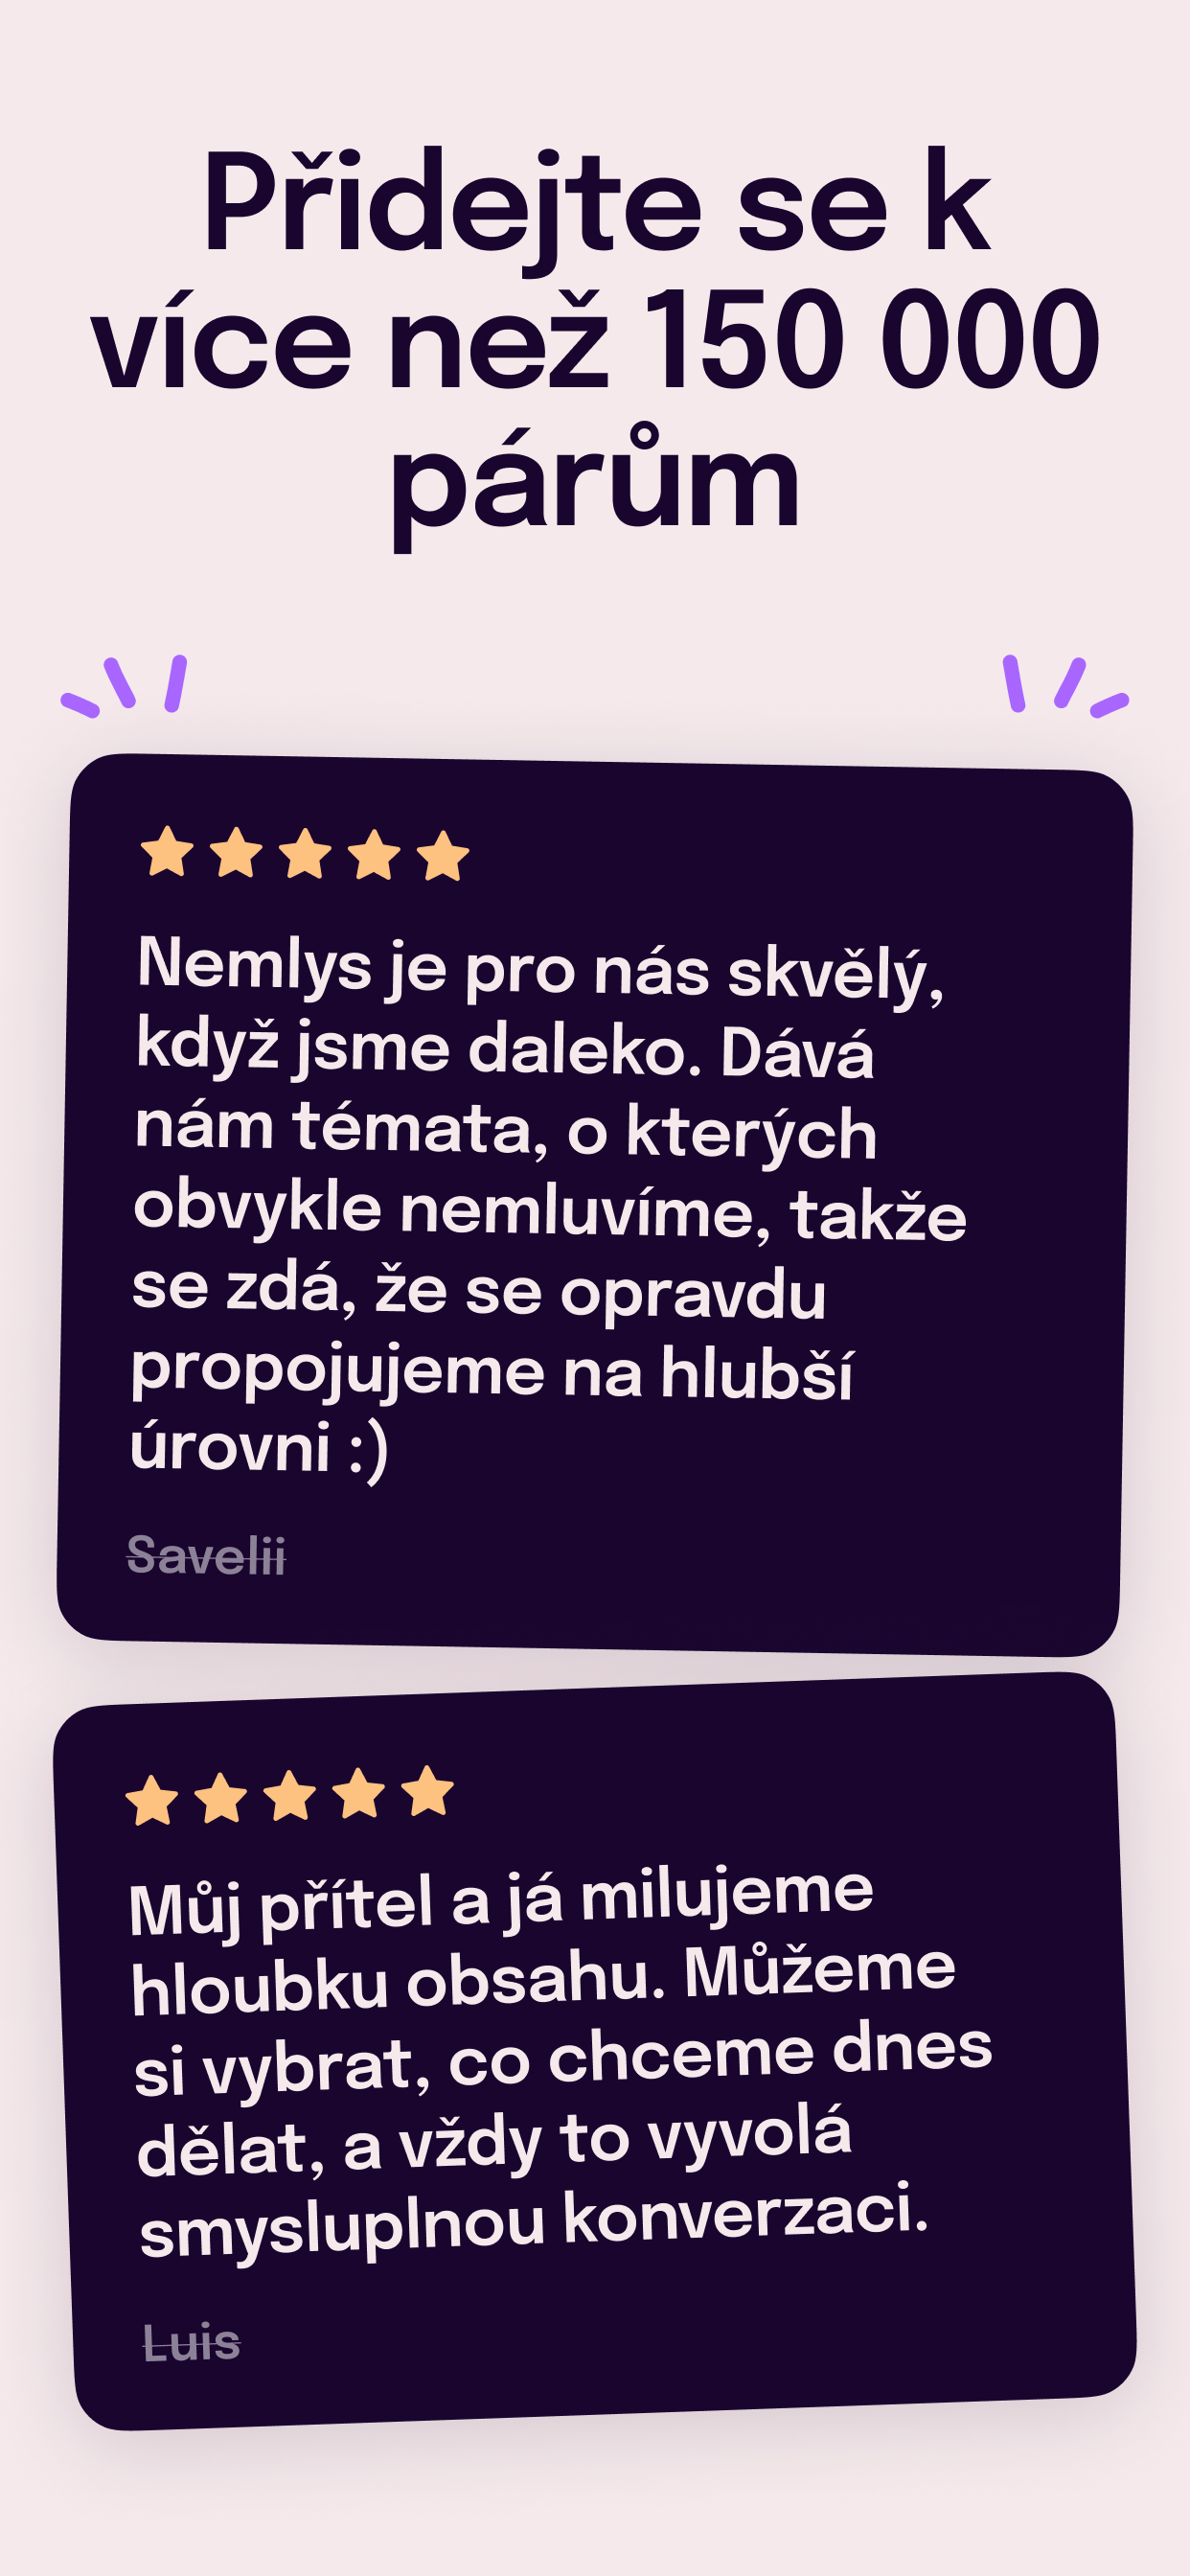 Přidejte se k
více než 150 000
párům
Nemlys je pro nás skvělý,
když jsme daleko. Dává
nám témata, o kterých
obvykle nemluvíme, takže
se zdá, že se opravdu
propojujeme na hlubší
úrovni :)
Savelii
Můj přítel a já milujeme
hloubku obsahu. Můžeme
si vybrat, co chceme dnes
dělat, a vždy to vyvolá
smysluplnou konverzaci.
Luis